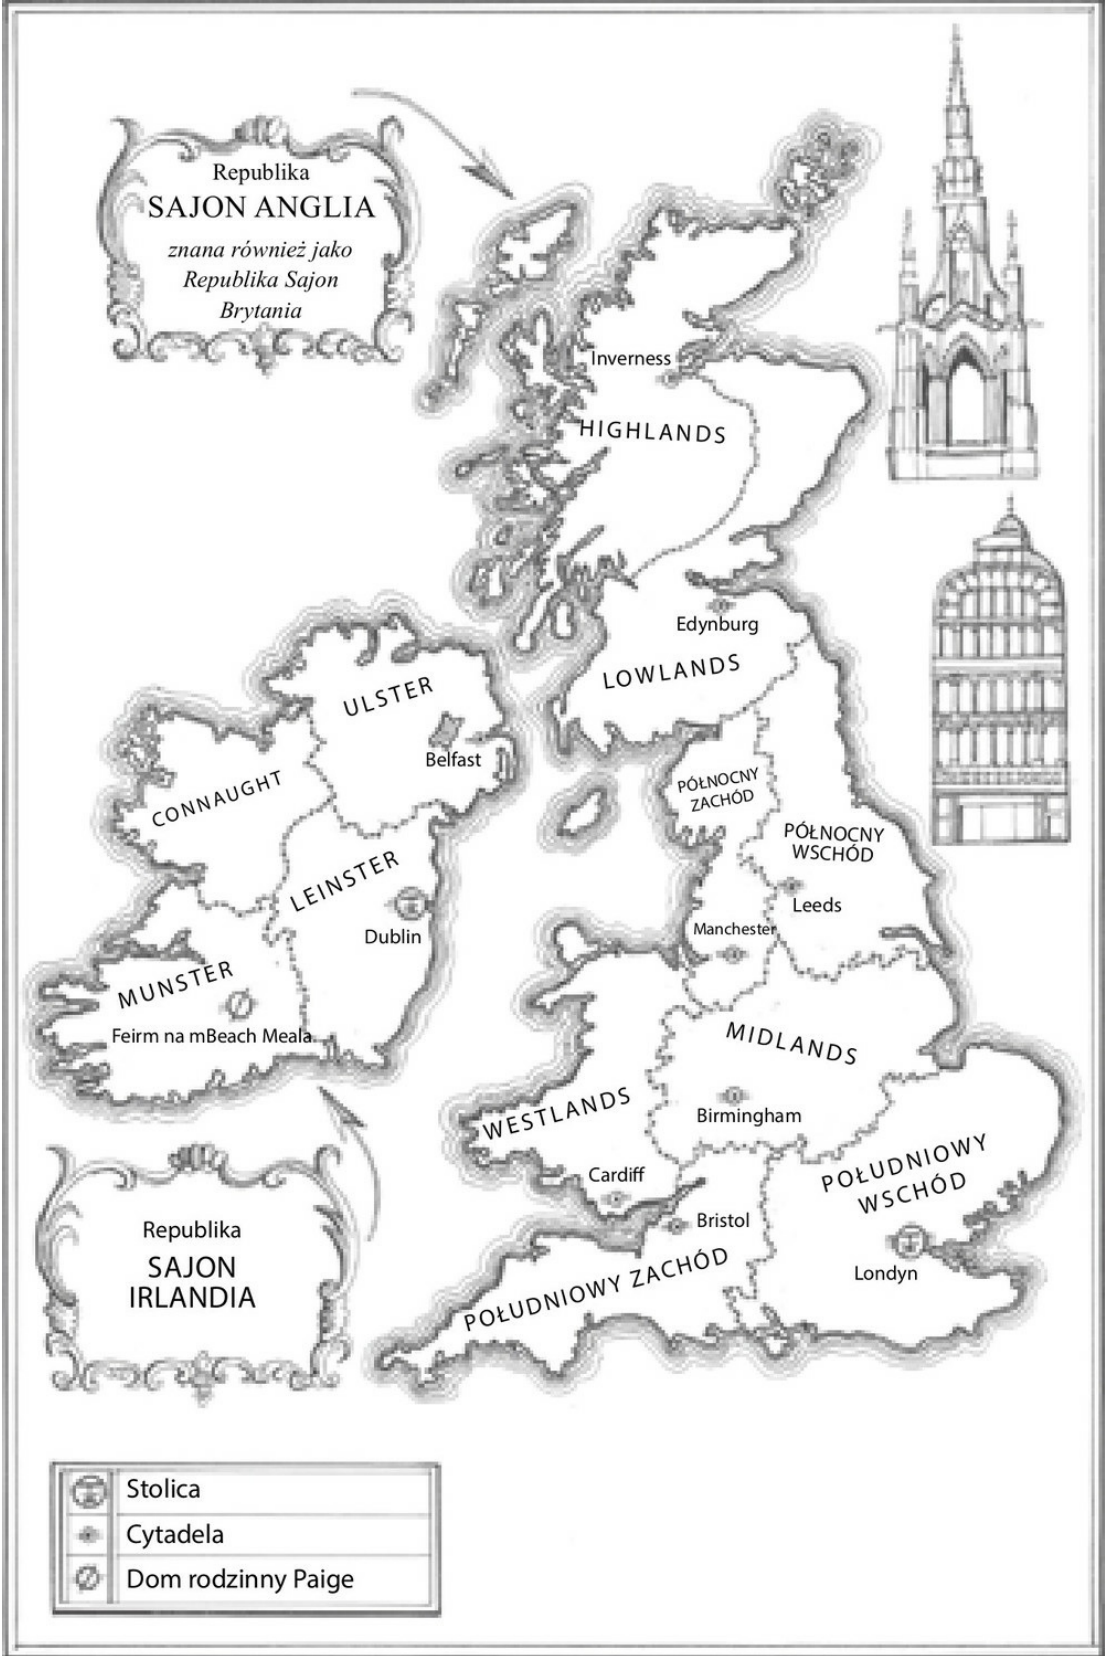 Republika
SAJON ANGLIA
znana również jako
Republika Sajon
Brytania
Inverness
HIGHLANDS
Edynburg
LOWLANDS
ULSTER
Belfast
CONNAUGHT
PÓŁNOCNY
ZACHÓD
PÓŁNOCNY
WSCHÓD
LEINSTER
Leeds
Dublin
Manchester
MUNSTER
Feirm na mBeach Meala
MIDLANDS
WESTLANDS
Birmingham
POŁUDNIOWY
WSCHÓD
Cardiff
Bristol
Londyn
POŁUDNIOWY ZACHÓD
Republika
SAJON
IRLANDIA
Stolica
Cytadela
Dom rodzinny Paige